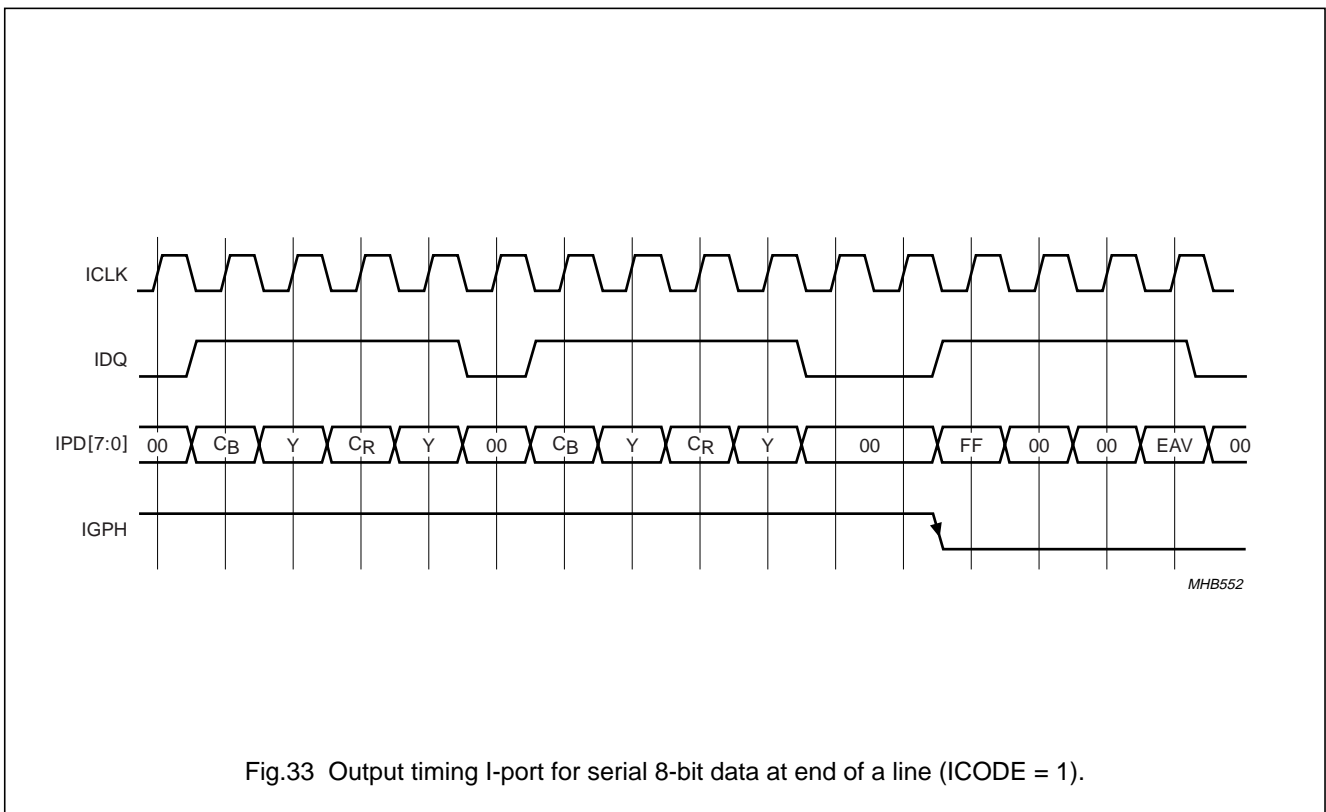 ICLK
IDQ
IPD[7:0] 00 CB Y CR Y 00 CB Y CR Y 00 FF 00 00 EAV 00
IGPH
MHB552
Fig.33 Output timing I-port for serial 8-bit data at end of a line (ICODE = 1).